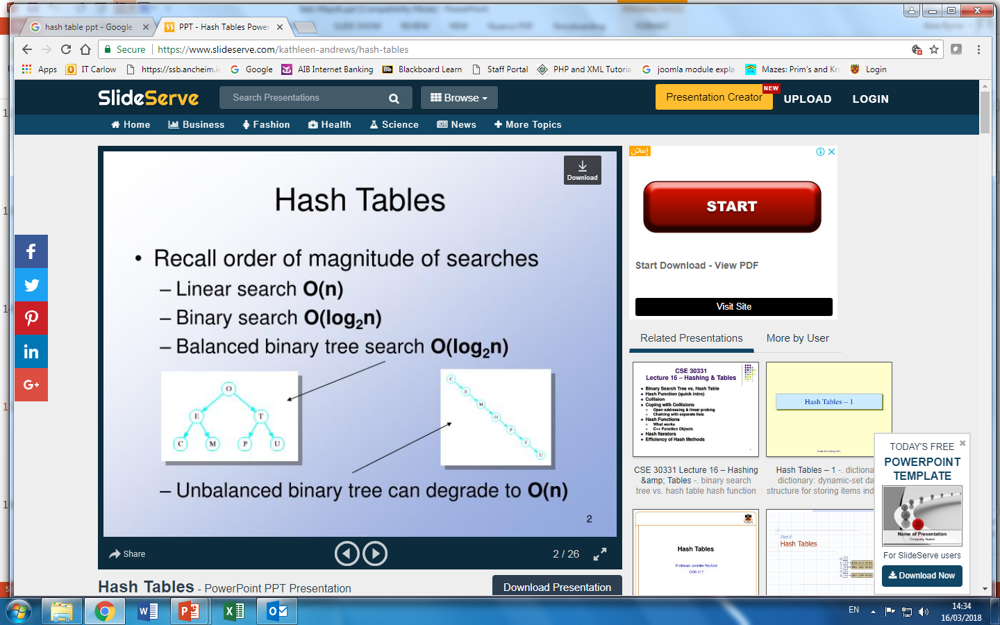 hash table ppt - Google
PPT - Hash Tables Power
Secure
https://www.slideserve.com/kathleen-andrews/hash-tables
Apps
IT Carlow
https://ssb.ancheim.ie
Google
AIB Internet Banking
Bb
Blackboard Learn
Staff Portal
PHP and XML Tutoria
joomla module expla
Mazes: Prim's and Kru
Login
SlideServe
Search Presentations
Browse
Presentation Creator
NEW
UPLOAD
LOGIN
Home
Business
Fashion
Health
Science
News
More Topics
Download
Hash Tables
• Recall order of magnitude of searches
– Linear search O(n)
– Binary search O(log₂n)
– Balanced binary tree search O(log₂n)
O
E T
C M P U
C
E
M
O
P
T
U
– Unbalanced binary tree can degrade to O(n)
2
Share
2 / 26
Hash Tables - PowerPoint PPT Presentation
Download Presentation
إعلان
START
Start Download - View PDF
Visit Site
Related Presentations
More by User
CSE 30331
Lecture 16 – Hashing & Tables
Binary Search Tree vs. Hash Table
Hash Function (quick intro)
Collision
Coping with Collisions
Open addressing & linear probing
Chaining with separate lists
Hash Functions
What works
C++ Function Objects
Hash Iterators
Efficiency of Hash Methods
CSE 30331 Lecture 16 – Hashing
&amp; Tables -. binary search
tree vs. hash table hash function
Hash Tables – 1
Hash Tables – 1 -. dictiona
dictionary: dynamic-set da
structure for storing items ind
Hash Tables
Professor Jennifer Rexford
COS 217
Part E
Hash Tables
TODAY'S FREE
POWERPOINT
TEMPLATE
Name of Presentation
Company Name
For SlideServe users
Download Now
EN
14:34
16/03/2018